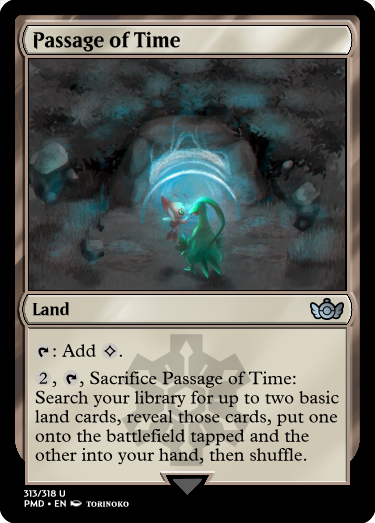 Passage of Time
Land
: Add .
2, , Sacrifice Passage of Time:
Search your library for up to two basic
land cards, reveal those cards, put one
onto the battlefield tapped and the
other into your hand, then shuffle.
313/318 U
PMD • EN TORINOKO